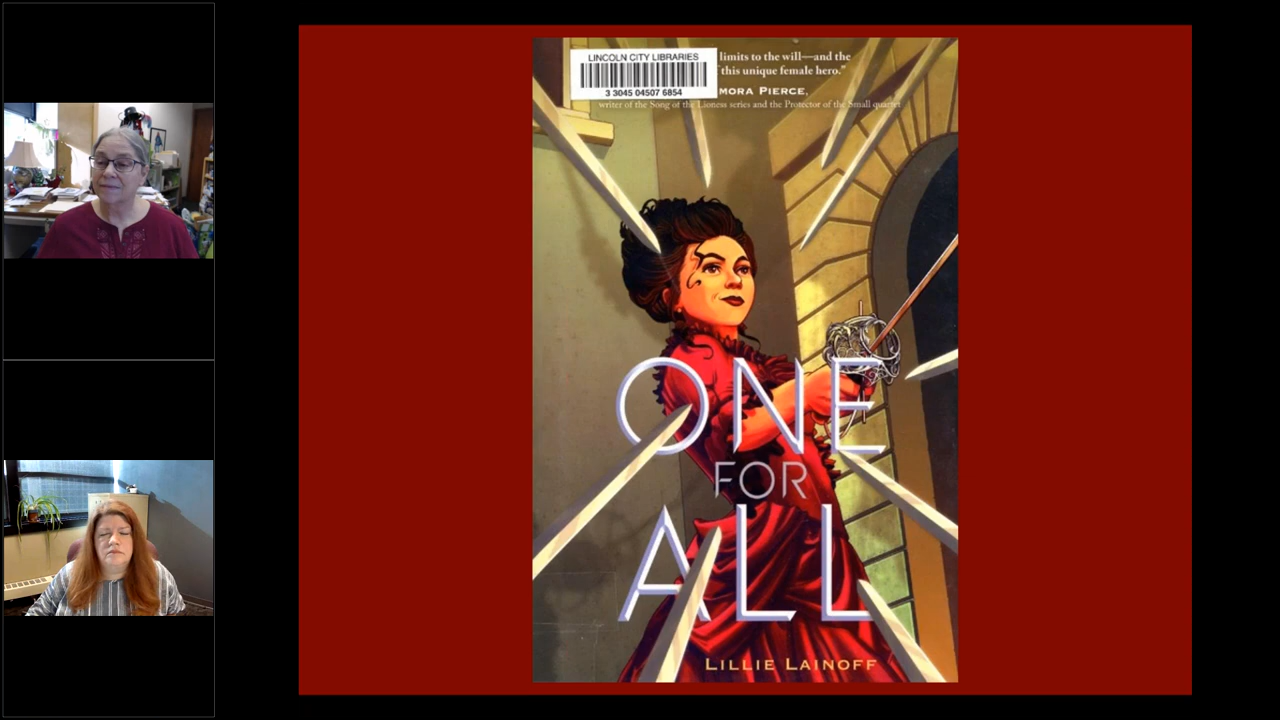 LINCOLN CITY LIBRARIES
3 3045 04507 6854
limits to the will—and the
this unique female hero."
MORA PIERCE,
writer of the Song of the Lioness series and the Protector of the Small quartet
ONE
FOR
ALL
LILLIE LAINOFF